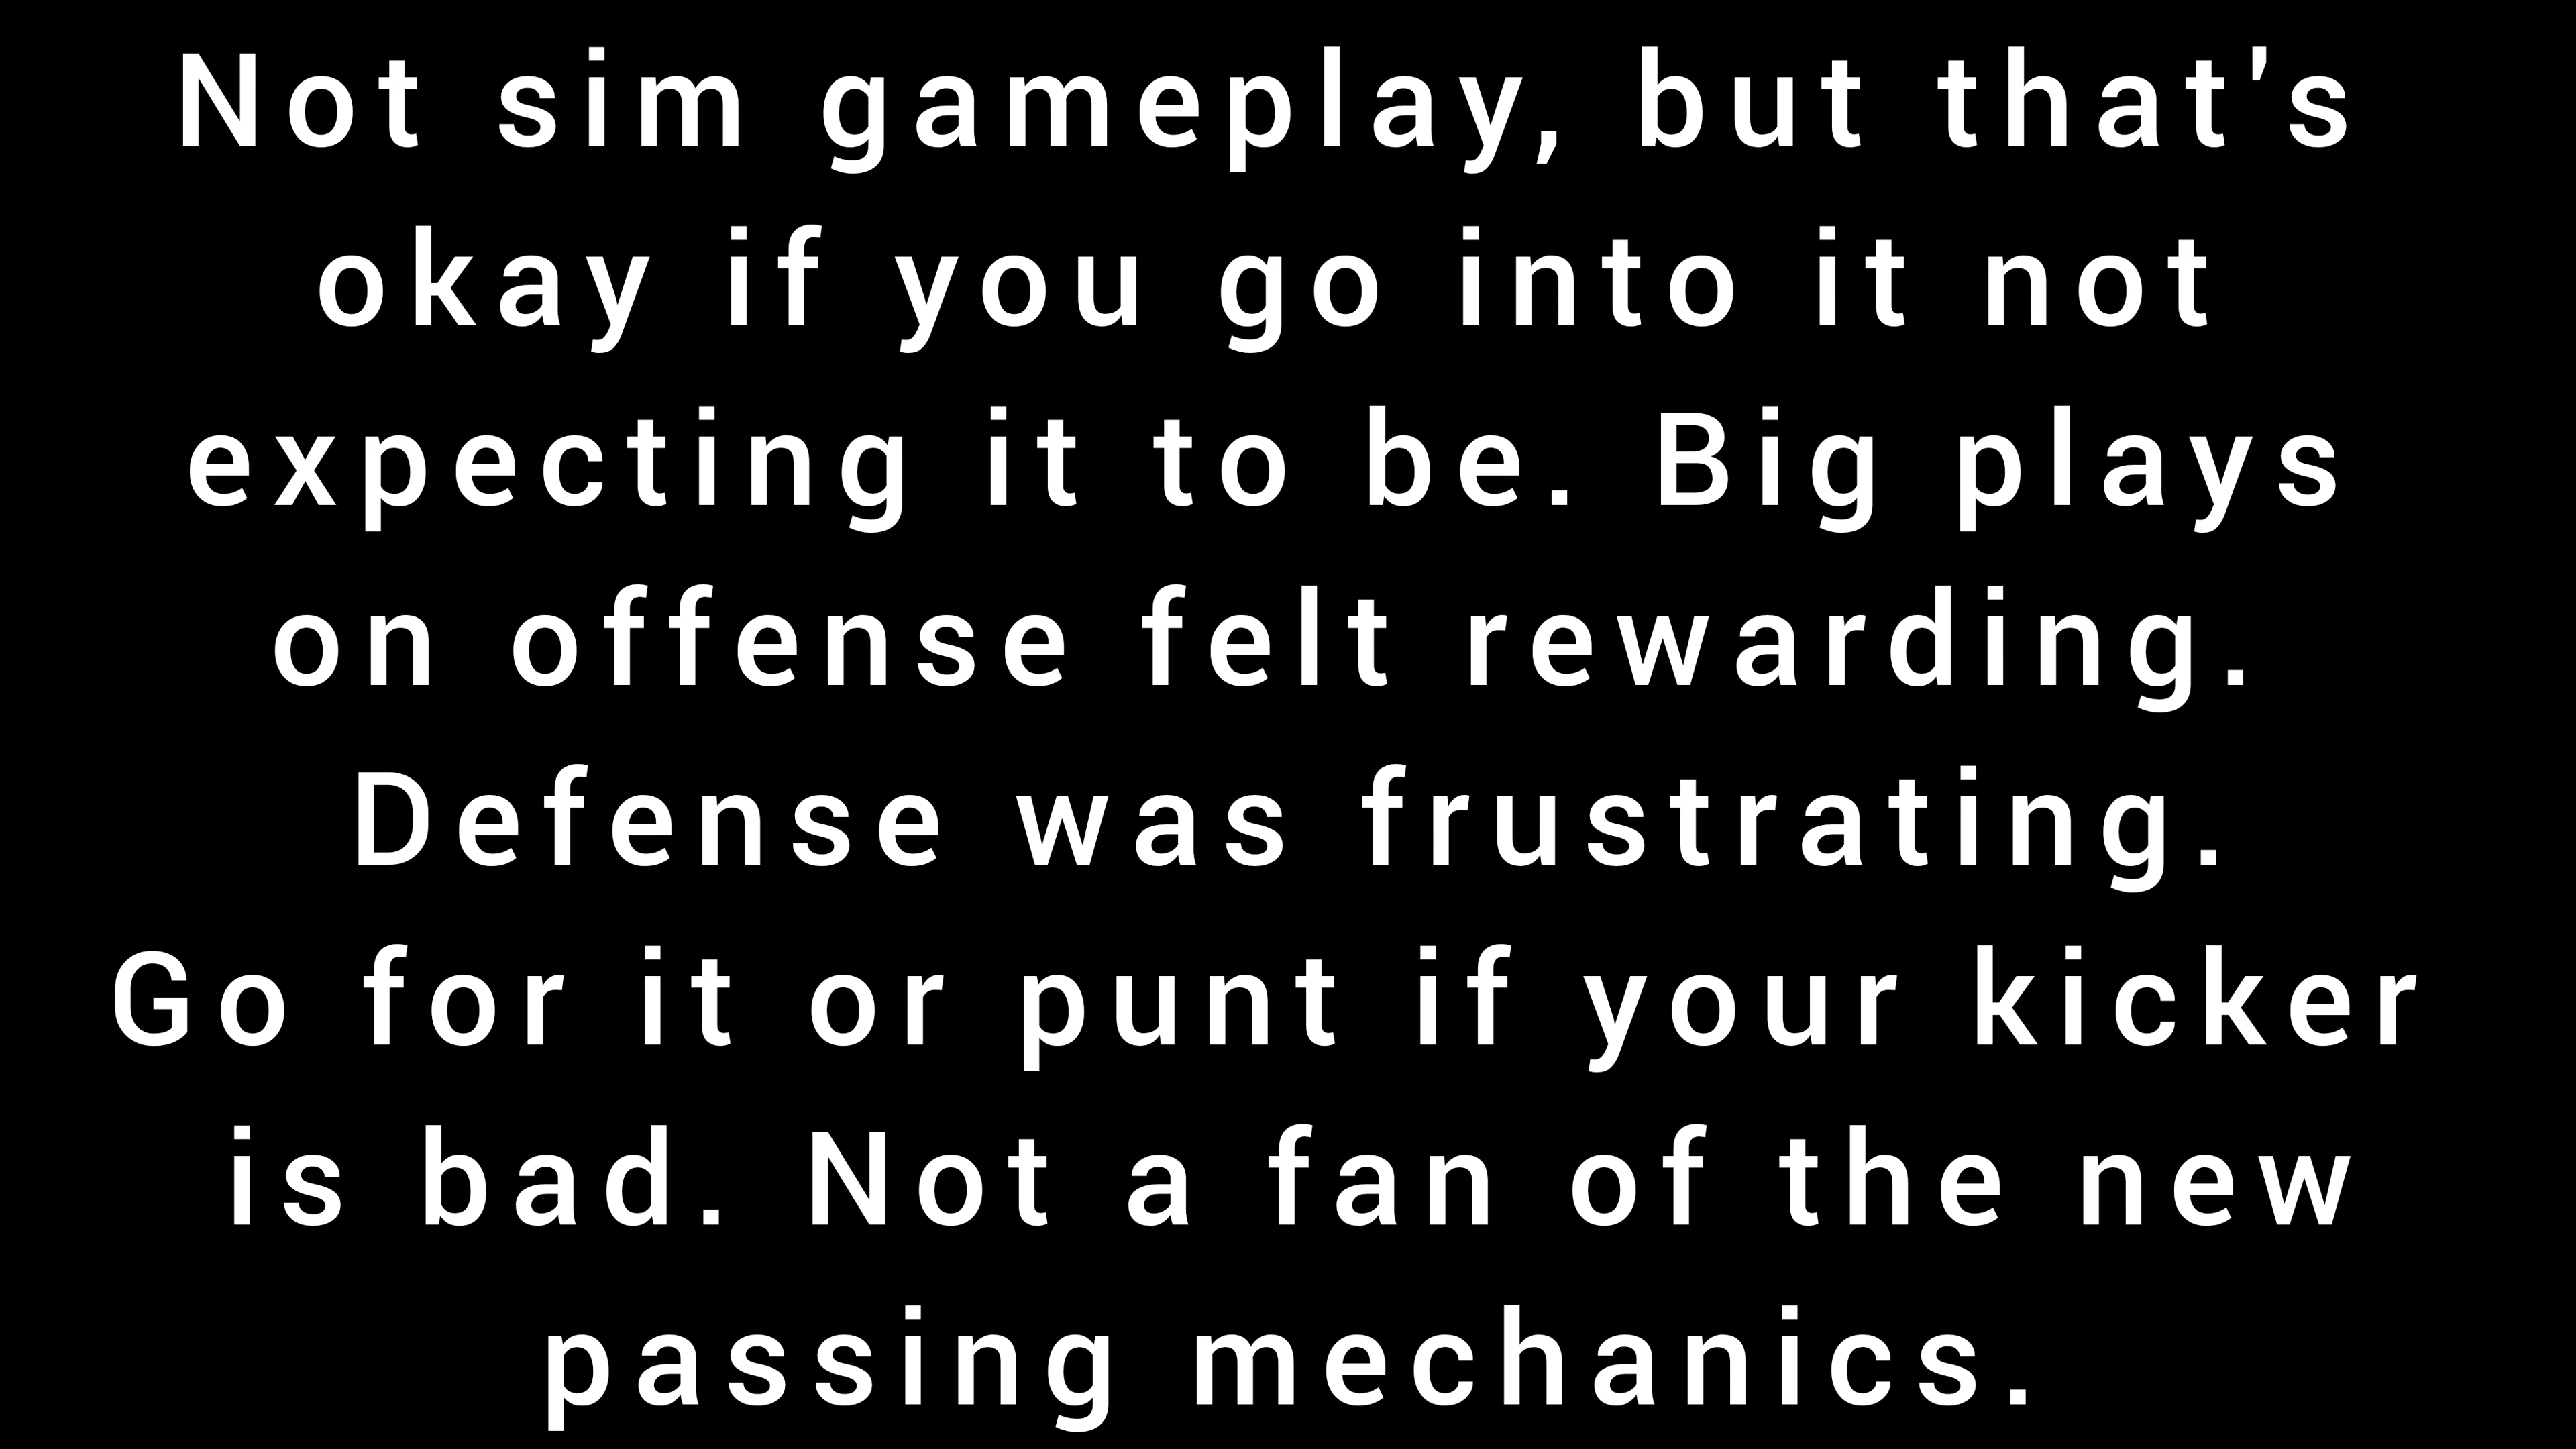 Not sim gameplay, but that's
okay if you go into it not
expecting it to be. Big plays
on offense felt rewarding.
Defense was frustrating.
Go for it or punt if your kicker
is bad. Not a fan of the new
passing mechanics.